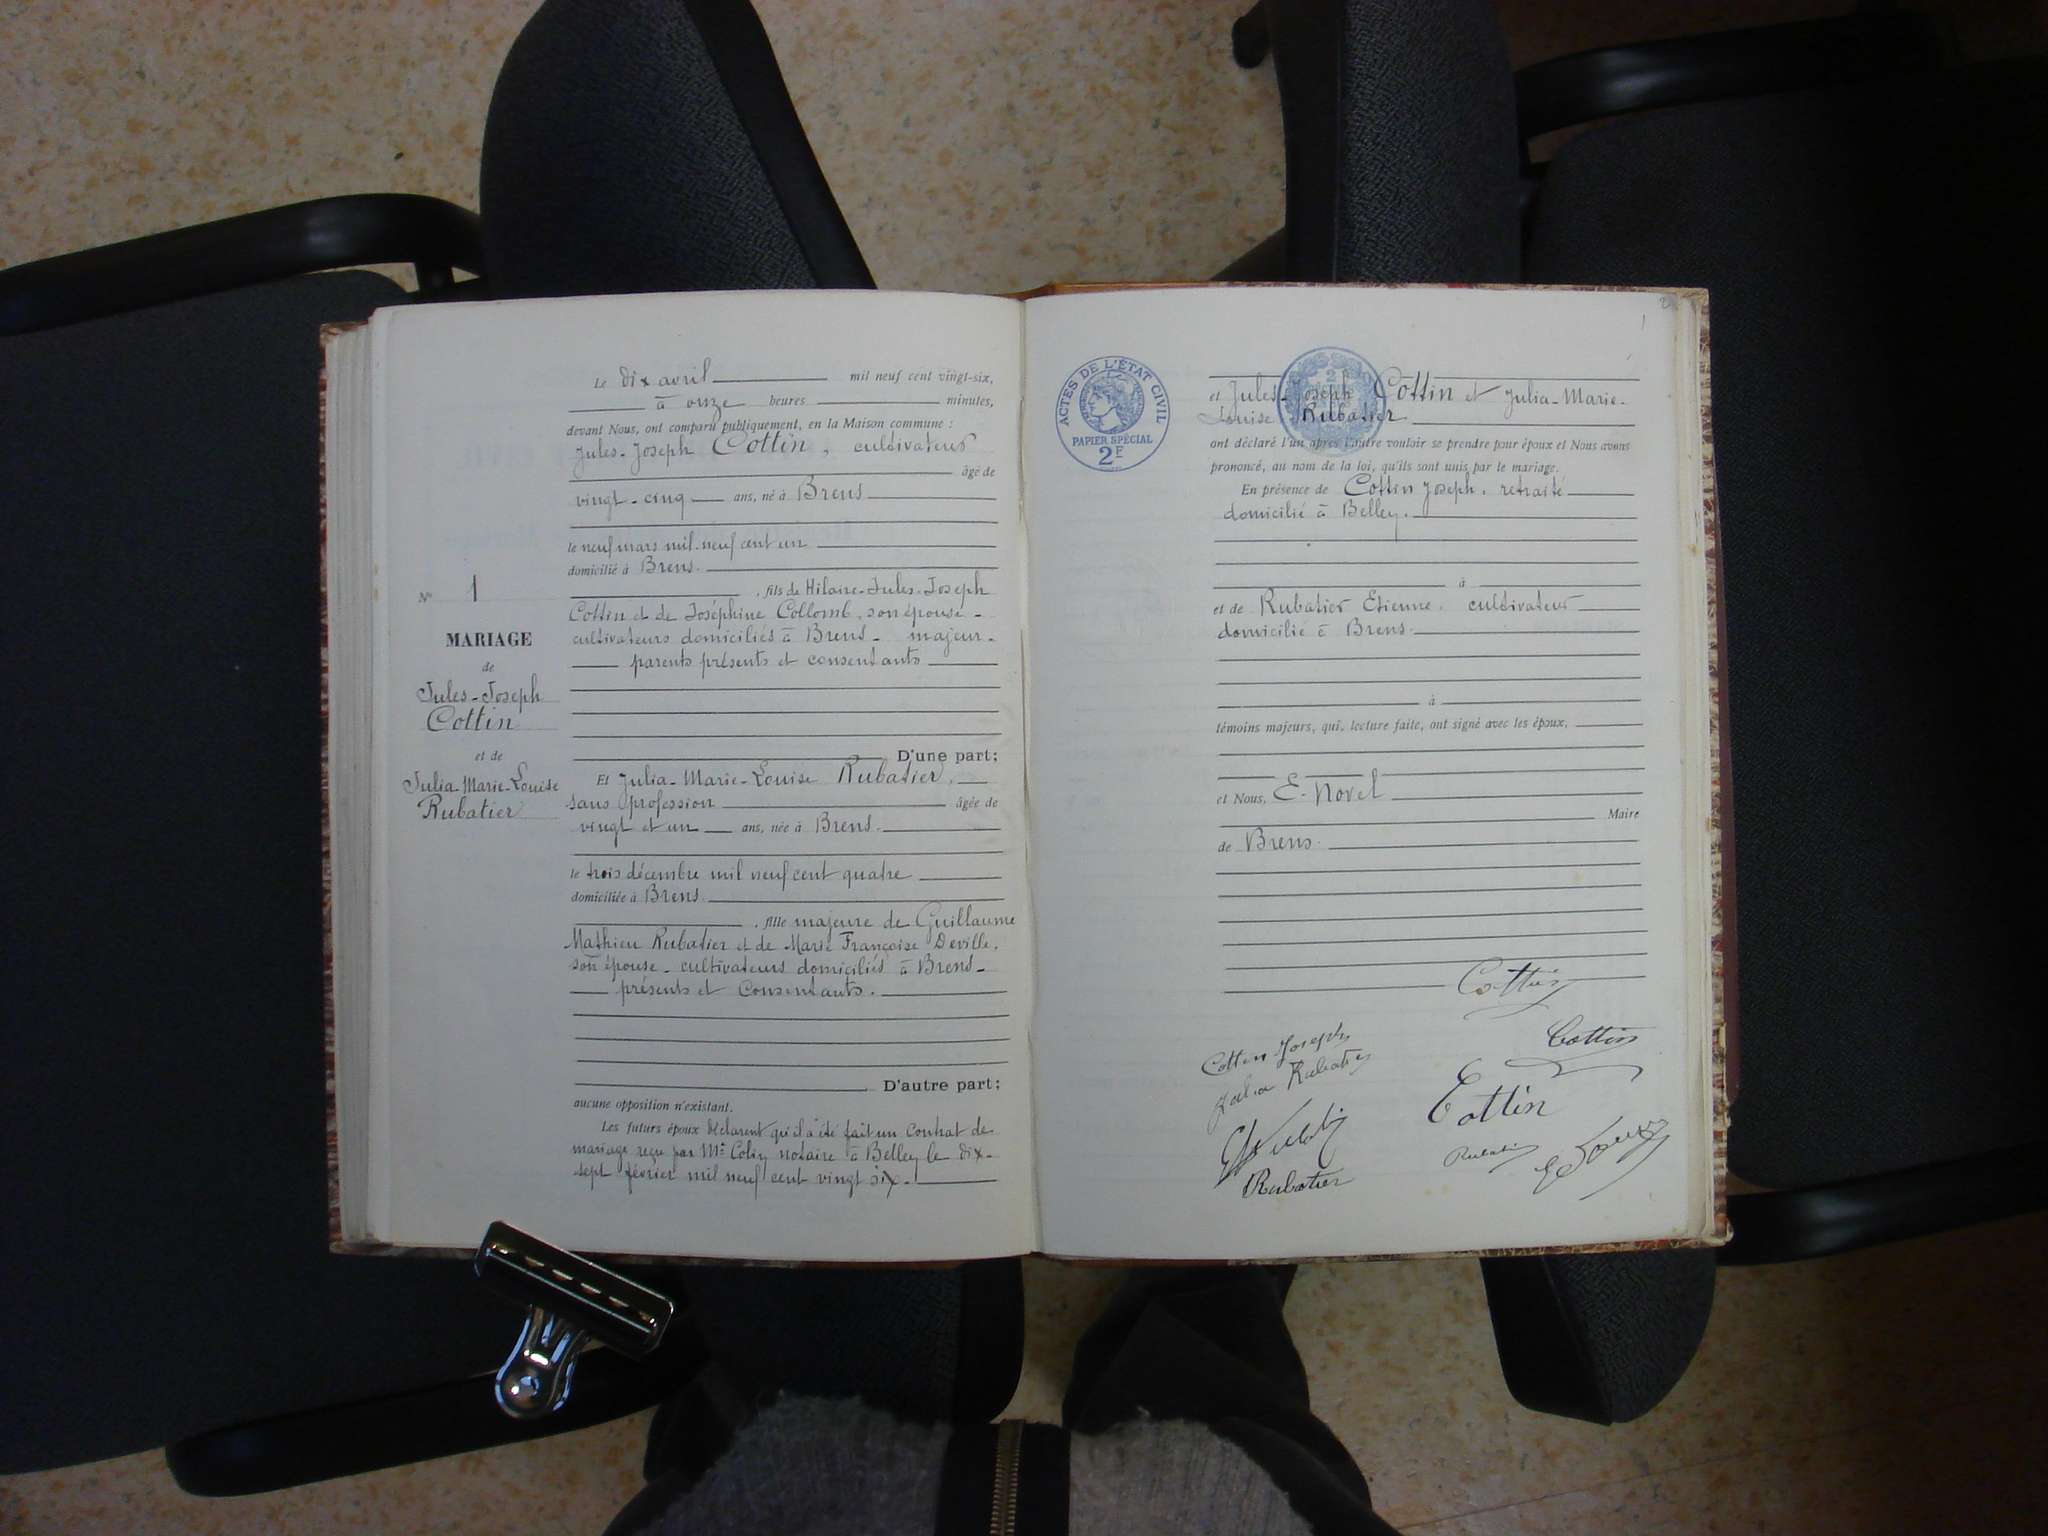 Le dix avril mil neuf cent vingt-six,
à onze heures minutes,
devant Nous, ont comparu publiquement, en la Maison commune :
Jules-Joseph Cottin, cultivateur
âgé de
vingt-cinq ans, né à Brens
le neuf mars mil-neuf cent un
domicilié à Brens.
, fils de Hilaire-Jules-Joseph
Cottin et de Joséphine Collomb, son épouse -
cultivateurs domiciliés à Brens - majeur -
parents présents et consentants
D'une part;
Et Julia-Marie-Louise Rubatier,
sans profession âgée de
vingt et un ans, née à Brens.
le trois décembre mil neuf cent quatre
domiciliée à Brens.
, fille majeure de Guillaume
Mathieu Rubatier et de Marie Françoise Deville,
son épouse - cultivateurs domiciliés à Brens -
présents et Consentants.
D'autre part;
aucune opposition n'existant.
Les futurs époux déclarent qu'il a été fait un contrat de
mariage reçu par Me notaire à Belley le dix-
sept février mil neuf cent vingt six.
N° 1
MARIAGE
de
Jules-Joseph
Cottin
et de
Julia-Marie-Louise
Rubatier
2
1
ACTES DE L'ÉTAT CIVIL
PAPIER SPÉCIAL
2F
et Jules-Joseph Cottin et Julia-Marie-
Louise Rubatier
ont déclaré l'un après l'autre vouloir se prendre pour époux et Nous avons
prononcé, au nom de la loi, qu'ils sont unis par le mariage.
En présence de Cottin Joseph, retraité
domicilié à Belley.
à
et de Rubatier Etienne, cultivateur
domicilié à Brens.
à
témoins majeurs, qui, lecture faite, ont signé avec les époux,
et Nous, E. Novel
Maire
de Brens.
Cottin
Cottin Joseph
Cottin
Julia Rubatier
Cottin
Rubatier
Rubatier